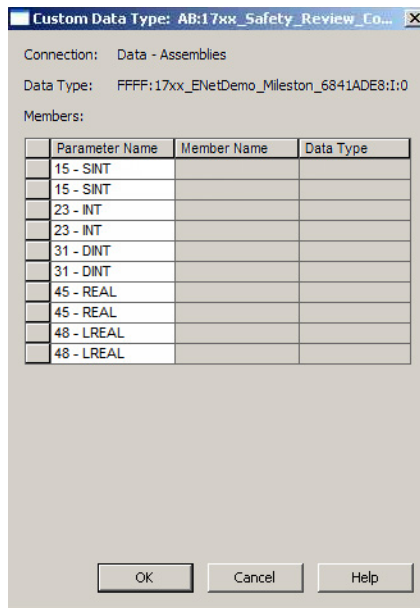 Custom Data Type: AB:17xx_Safety_Review_Co...
Connection: Data - Assemblies
Data Type: FFFF:17xx_ENetDemo_Mileston_6841ADE8:I:0
Members:
Parameter Name Member Name Data Type
15 - SINT
15 - SINT
23 - INT
23 - INT
31 - DINT
31 - DINT
45 - REAL
45 - REAL
48 - LREAL
48 - LREAL
OK Cancel Help